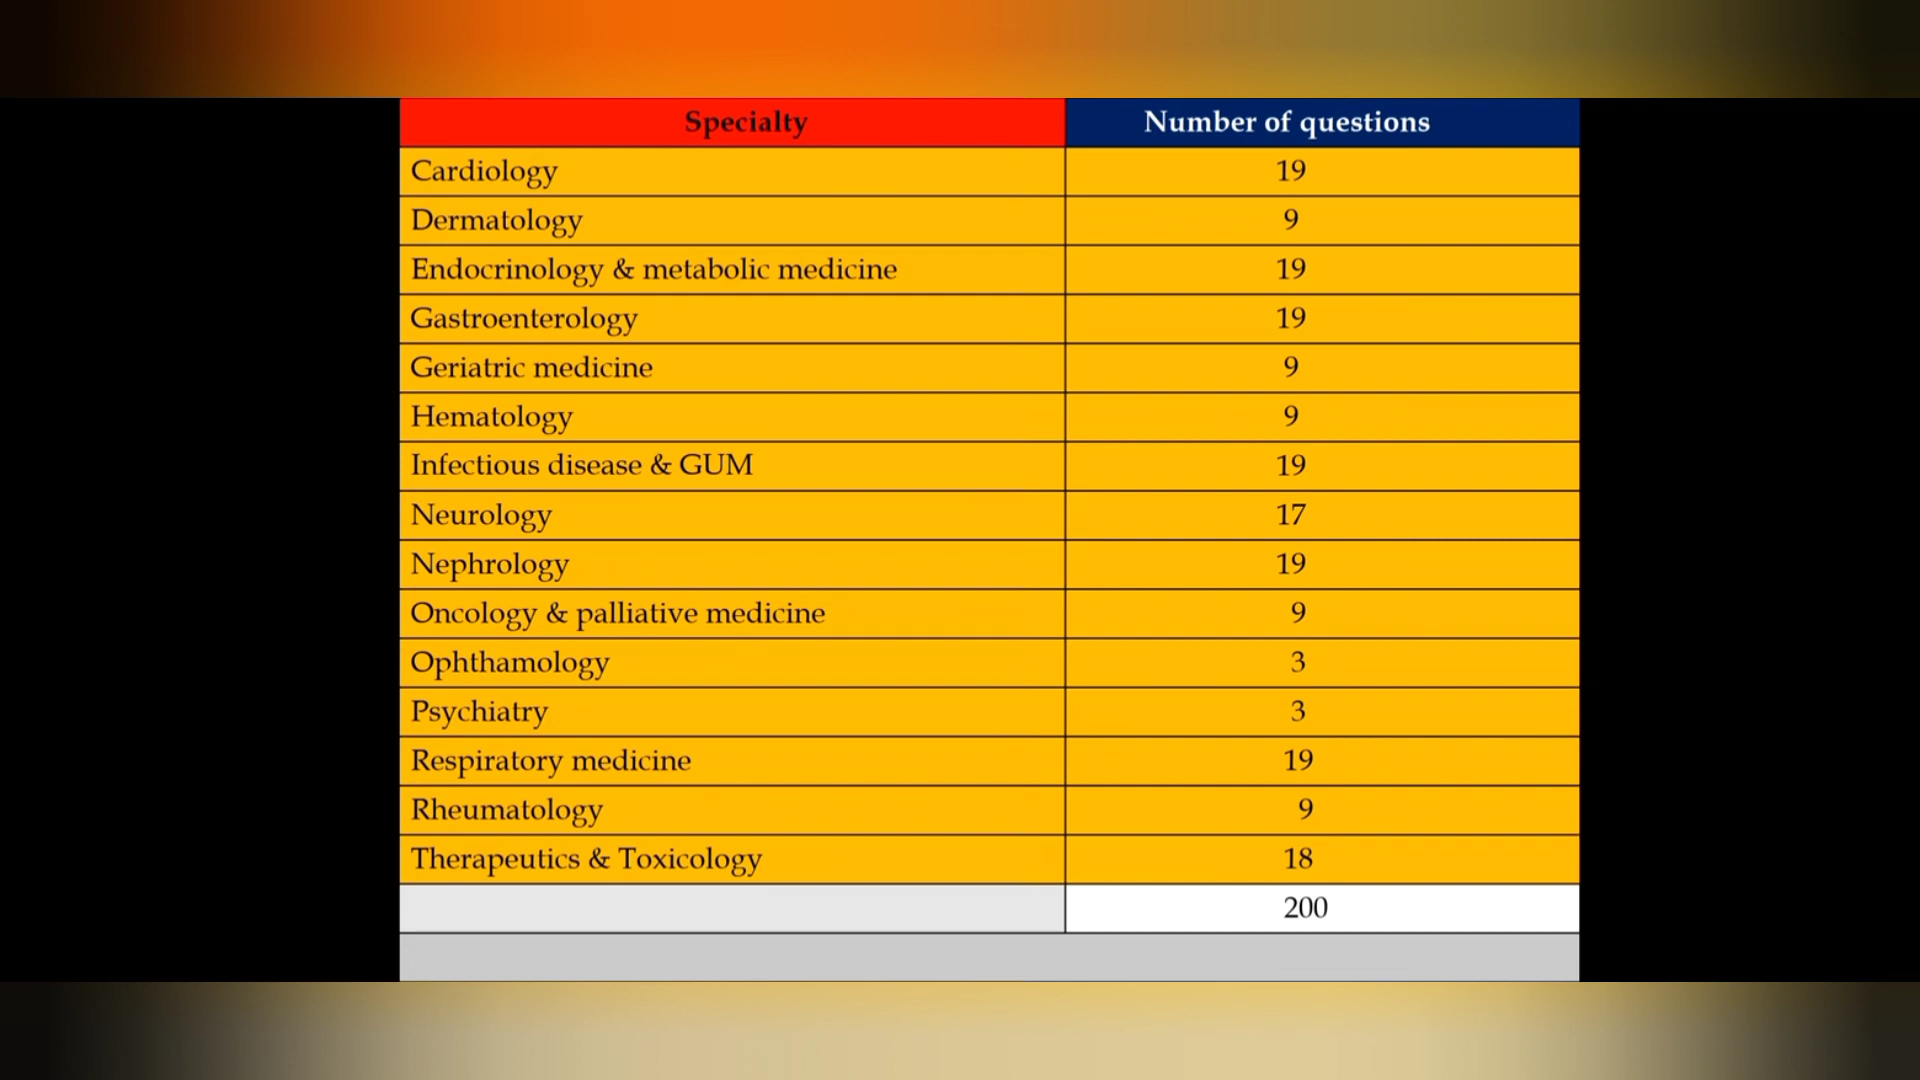 Specialty Number of questions
Cardiology 19
Dermatology 9
Endocrinology & metabolic medicine 19
Gastroenterology 19
Geriatric medicine 9
Hematology 9
Infectious disease & GUM 19
Neurology 17
Nephrology 19
Oncology & palliative medicine 9
Ophthamology 3
Psychiatry 3
Respiratory medicine 19
Rheumatology 9
Therapeutics & Toxicology 18
200